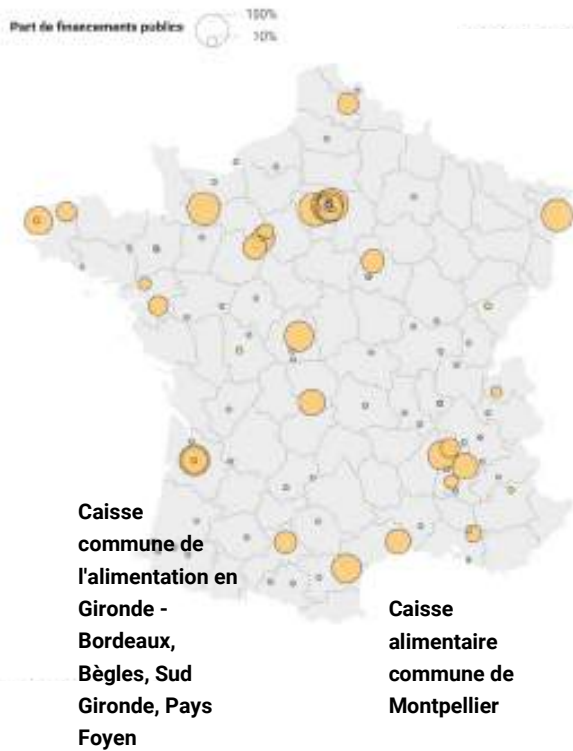 Part de financements publics
100%
10%
Caisse
commune de
l'alimentation en
Gironde -
Bordeaux,
Bègles, Sud
Gironde, Pays
Foyen
Caisse
alimentaire
commune de
Montpellier